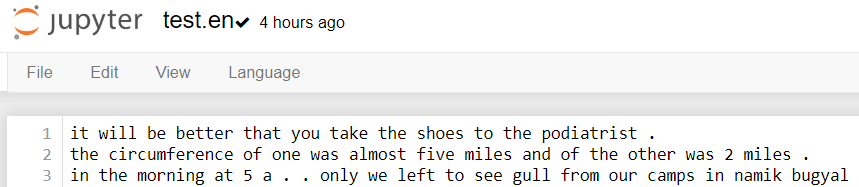 jupyter test.en✔ 4 hours ago
File Edit View Language
1 it will be better that you take the shoes to the podiatrist .
2 the circumference of one was almost five miles and of the other was 2 miles .
3 in the morning at 5 a . . only we left to see gull from our camps in namik bugyal